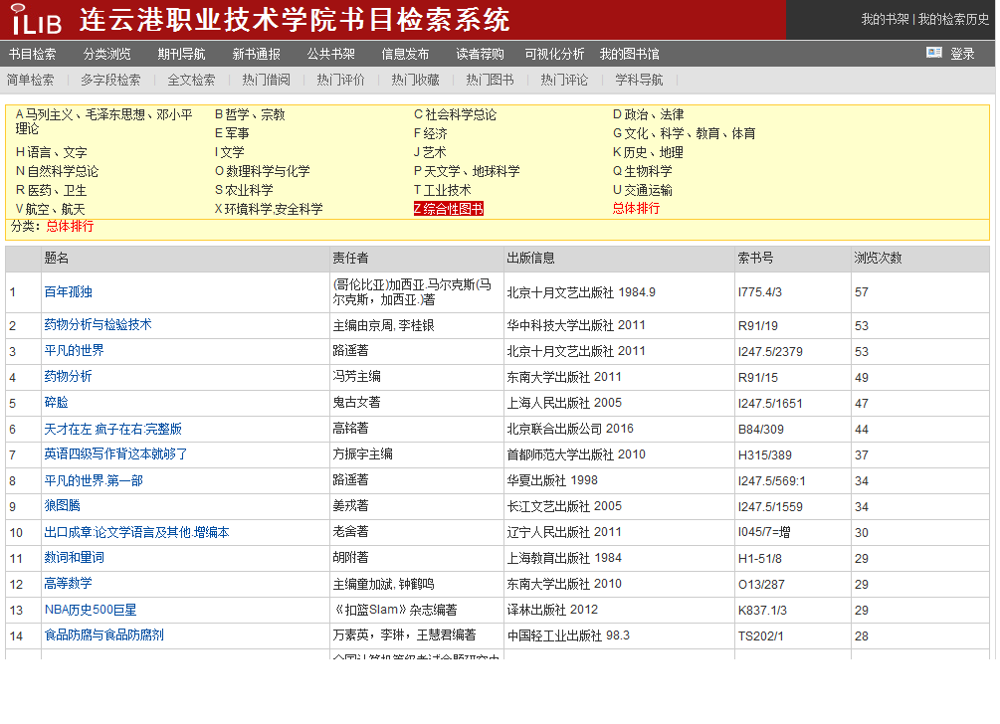 iLIB 连云港职业技术学院书目检索系统
我的书架 | 我的检索历史
书目检索 分类浏览 期刊导航 新书通报 公共书架 信息发布 读者荐购 可视化分析 我的图书馆 登录
简单检索 多字段检索 全文检索 热门借阅 热门评价 热门收藏 热门图书 热门评论 学科导航
A 马列主义、毛泽东思想、邓小平理论 B 哲学、宗教 C 社会科学总论 D 政治、法律
E 军事 F 经济 G 文化、科学、教育、体育
H 语言、文字 I 文学 J 艺术 K 历史、地理
N 自然科学总论 O 数理科学与化学 P 天文学、地球科学 Q 生物科学
R 医药、卫生 S 农业科学 T 工业技术 U 交通运输
V 航空、航天 X 环境科学,安全科学 Z 综合性图书 总体排行
分类：总体排行
题名 责任者 出版信息 索书号 浏览次数
1 百年孤独 (哥伦比亚)加西亚.马尔克斯(马尔克斯，加西亚.)著 北京十月文艺出版社 1984.9 I775.4/3 57
2 药物分析与检验技术 主编由京周, 李桂银 华中科技大学出版社 2011 R91/19 53
3 平凡的世界 路遥著 北京十月文艺出版社 2011 I247.5/2379 53
4 药物分析 冯芳主编 东南大学出版社 2011 R91/15 49
5 碎脸 鬼古女著 上海人民出版社 2005 I247.5/1651 47
6 天才在左 疯子在右:完整版 高铭著 北京联合出版公司 2016 B84/309 44
7 英语四级写作背这本就够了 方振宇主编 首都师范大学出版社 2010 H315/389 37
8 平凡的世界.第一部 路遥著 华夏出版社 1998 I247.5/569:1 34
9 狼图腾 姜戎著 长江文艺出版社 2005 I247.5/1559 34
10 出口成章:论文学语言及其他.增编本 老舍著 辽宁人民出版社 2011 I045/7=增 30
11 数词和量词 胡附著 上海教育出版社 1984 H1-51/8 29
12 高等数学 主编童加斌, 钟鹤鸣 东南大学出版社 2010 O13/287 29
13 NBA历史500巨星 《扣篮Slam》杂志编著 译林出版社 2012 K837.1/3 29
14 食品防腐与食品防腐剂 万素英，李琳，王慧君编著 中国轻工业出版社 98.3 TS202/1 28